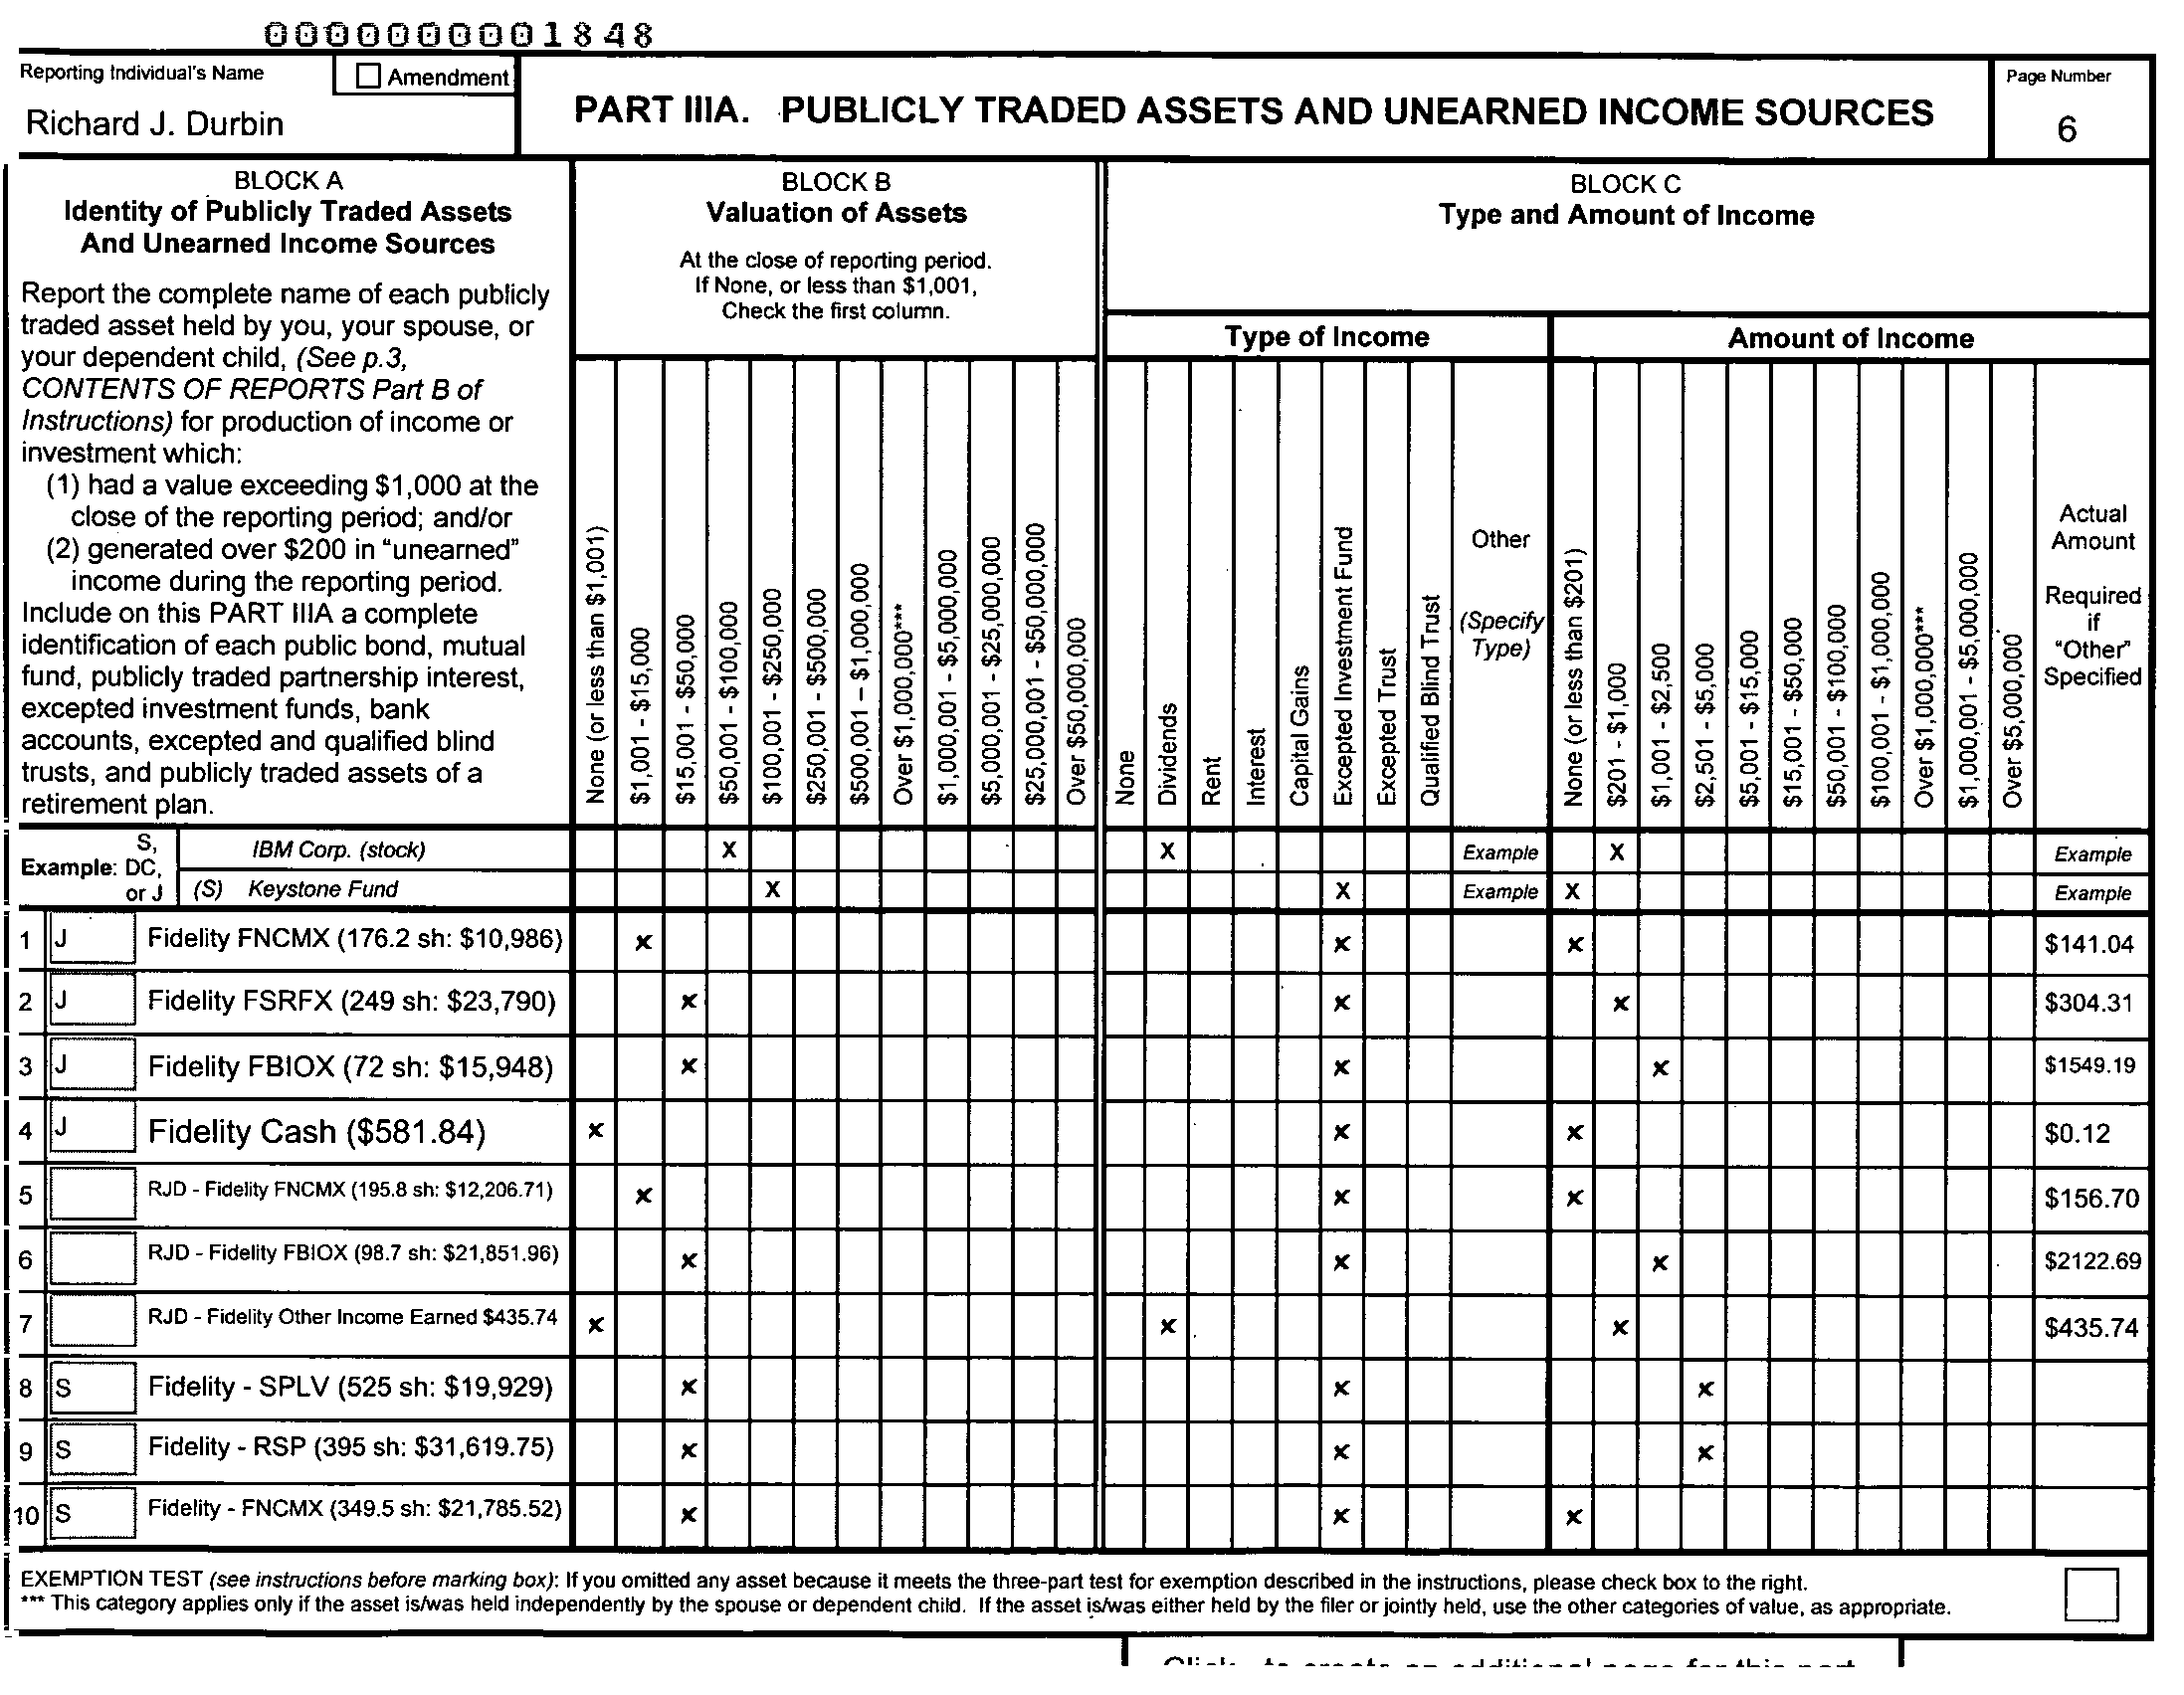 0000000001848
Reporting Individual's Name
Amendment
Richard J. Durbin
PART IIIA. PUBLICLY TRADED ASSETS AND UNEARNED INCOME SOURCES
Page Number
6
BLOCK A
Identity of Publicly Traded Assets
And Unearned Income Sources
Report the complete name of each publicly
traded asset held by you, your spouse, or
your dependent child, (See p.3,
CONTENTS OF REPORTS Part B of
Instructions) for production of income or
investment which:
(1) had a value exceeding $1,000 at the
close of the reporting period; and/or
(2) generated over $200 in "unearned"
income during the reporting period.
Include on this PART IIIA a complete
identification of each public bond, mutual
fund, publicly traded partnership interest,
excepted investment funds, bank
accounts, excepted and qualified blind
trusts, and publicly traded assets of a
retirement plan.
BLOCK B
Valuation of Assets
At the close of reporting period.
If None, or less than $1,001,
Check the first column.
None (or less than $1,001)
$1,001 - $15,000
$15,001 - $50,000
$50,001 - $100,000
$100,001 - $250,000
$250,001 - $500,000
$500,001 – $1,000,000
Over $1,000,000***
$1,000,001 - $5,000,000
$5,000,001 - $25,000,000
$25,000,001 - $50,000,000
Over $50,000,000
BLOCK C
Type and Amount of Income
Type of Income
None
Dividends
Rent
Interest
Capital Gains
Excepted Investment Fund
Excepted Trust
Qualified Blind Trust
Other
(Specify
Type)
Amount of Income
None (or less than $201)
$201 - $1,000
$1,001 - $2,500
$2,501 - $5,000
$5,001 - $15,000
$15,001 - $50,000
$50,001 - $100,000
$100,001 - $1,000,000
Over $1,000,000***
$1,000,001 - $5,000,000
Over $5,000,000
Actual
Amount
Required
if
"Other"
Specified
Example: S,
DC,
or J
IBM Corp. (stock) X X Example X Example
(S) Keystone Fund X X Example X Example
1 J Fidelity FNCMX (176.2 sh: $10,986) x x x $141.04
2 J Fidelity FSRFX (249 sh: $23,790) x x x $304.31
3 J Fidelity FBIOX (72 sh: $15,948) x x x $1549.19
4 J Fidelity Cash ($581.84) x x x $0.12
5 RJD - Fidelity FNCMX (195.8 sh: $12,206.71) x x x $156.70
6 RJD - Fidelity FBIOX (98.7 sh: $21,851.96) x x x $2122.69
7 RJD - Fidelity Other Income Earned $435.74 x x x $435.74
8 S Fidelity - SPLV (525 sh: $19,929) x x x
9 S Fidelity - RSP (395 sh: $31,619.75) x x x
10 S Fidelity - FNCMX (349.5 sh: $21,785.52) x x x
EXEMPTION TEST (see instructions before marking box): If you omitted any asset because it meets the three-part test for exemption described in the instructions, please check box to the right.
*** This category applies only if the asset is/was held independently by the spouse or dependent child. If the asset is/was either held by the filer or jointly held, use the other categories of value, as appropriate.